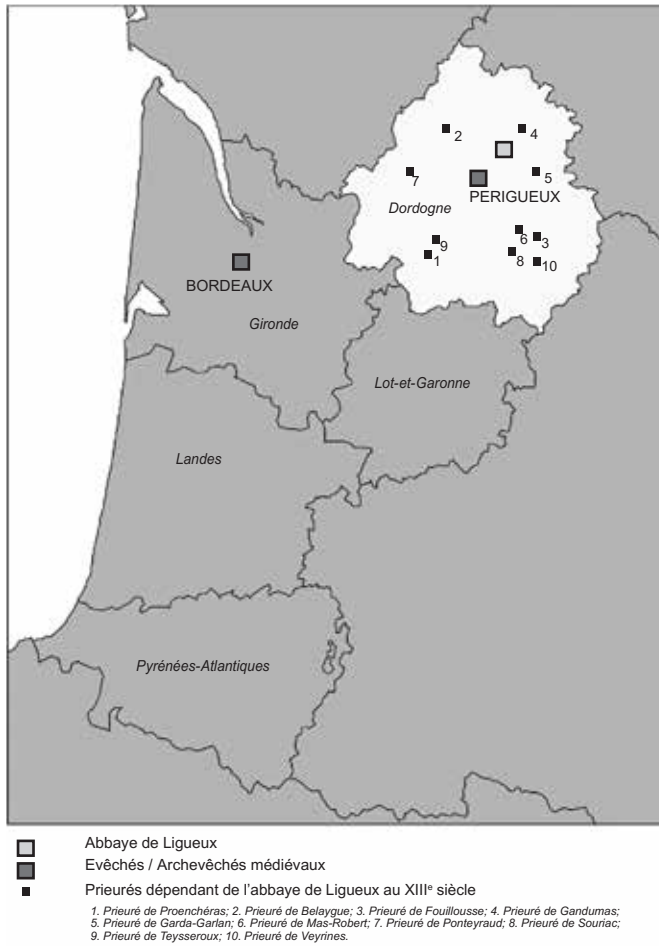 2
4
7
5
PERIGUEUX
Dordogne
6
3
9
1
8
10
BORDEAUX
Gironde
Lot-et-Garonne
Landes
Pyrénées-Atlantiques
Abbaye de Ligueux
Evêchés / Archevêchés médiévaux
Prieurés dépendant de l'abbaye de Ligueux au XIIIe siècle
1. Prieuré de Proenchéras; 2. Prieuré de Belaygue; 3. Prieuré de Fouillousse; 4. Prieuré de Gandumas;
5. Prieuré de Garda-Garlan; 6. Prieuré de Mas-Robert; 7. Prieuré de Ponteyraud; 8. Prieuré de Souriac;
9. Prieuré de Teysseroux; 10. Prieuré de Veyrines.